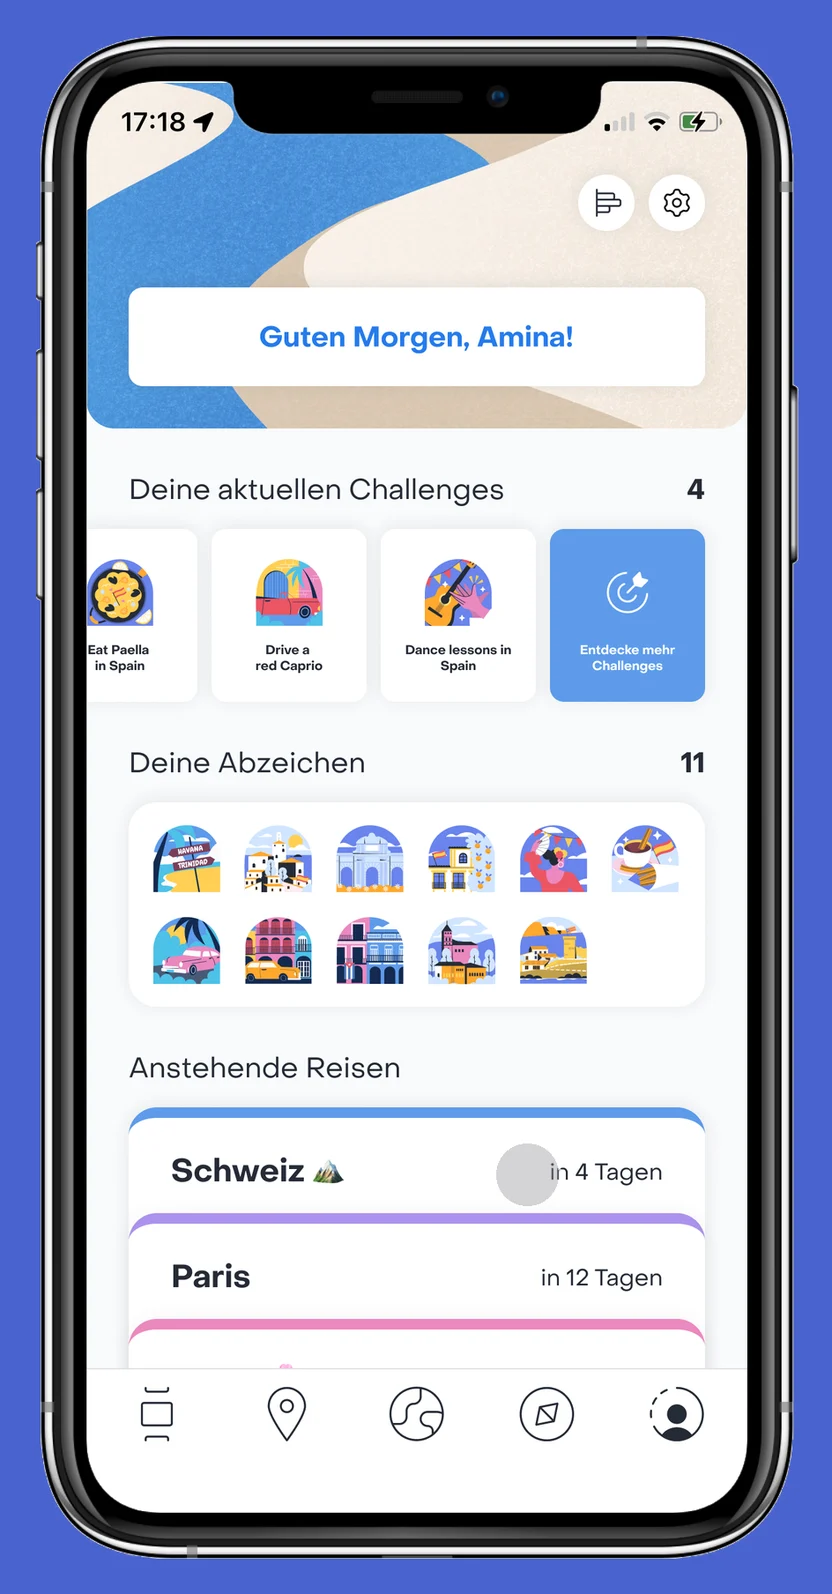 17:18
Guten Morgen, Amina!
Deine aktuellen Challenges 4
Eat Paella
in Spain
Drive a
red Caprio
Dance lessons in
Spain
Entdecke mehr
Challenges
Deine Abzeichen 11
HAVANA
TRINIDAD
Anstehende Reisen
Schweiz in 4 Tagen
Paris in 12 Tagen